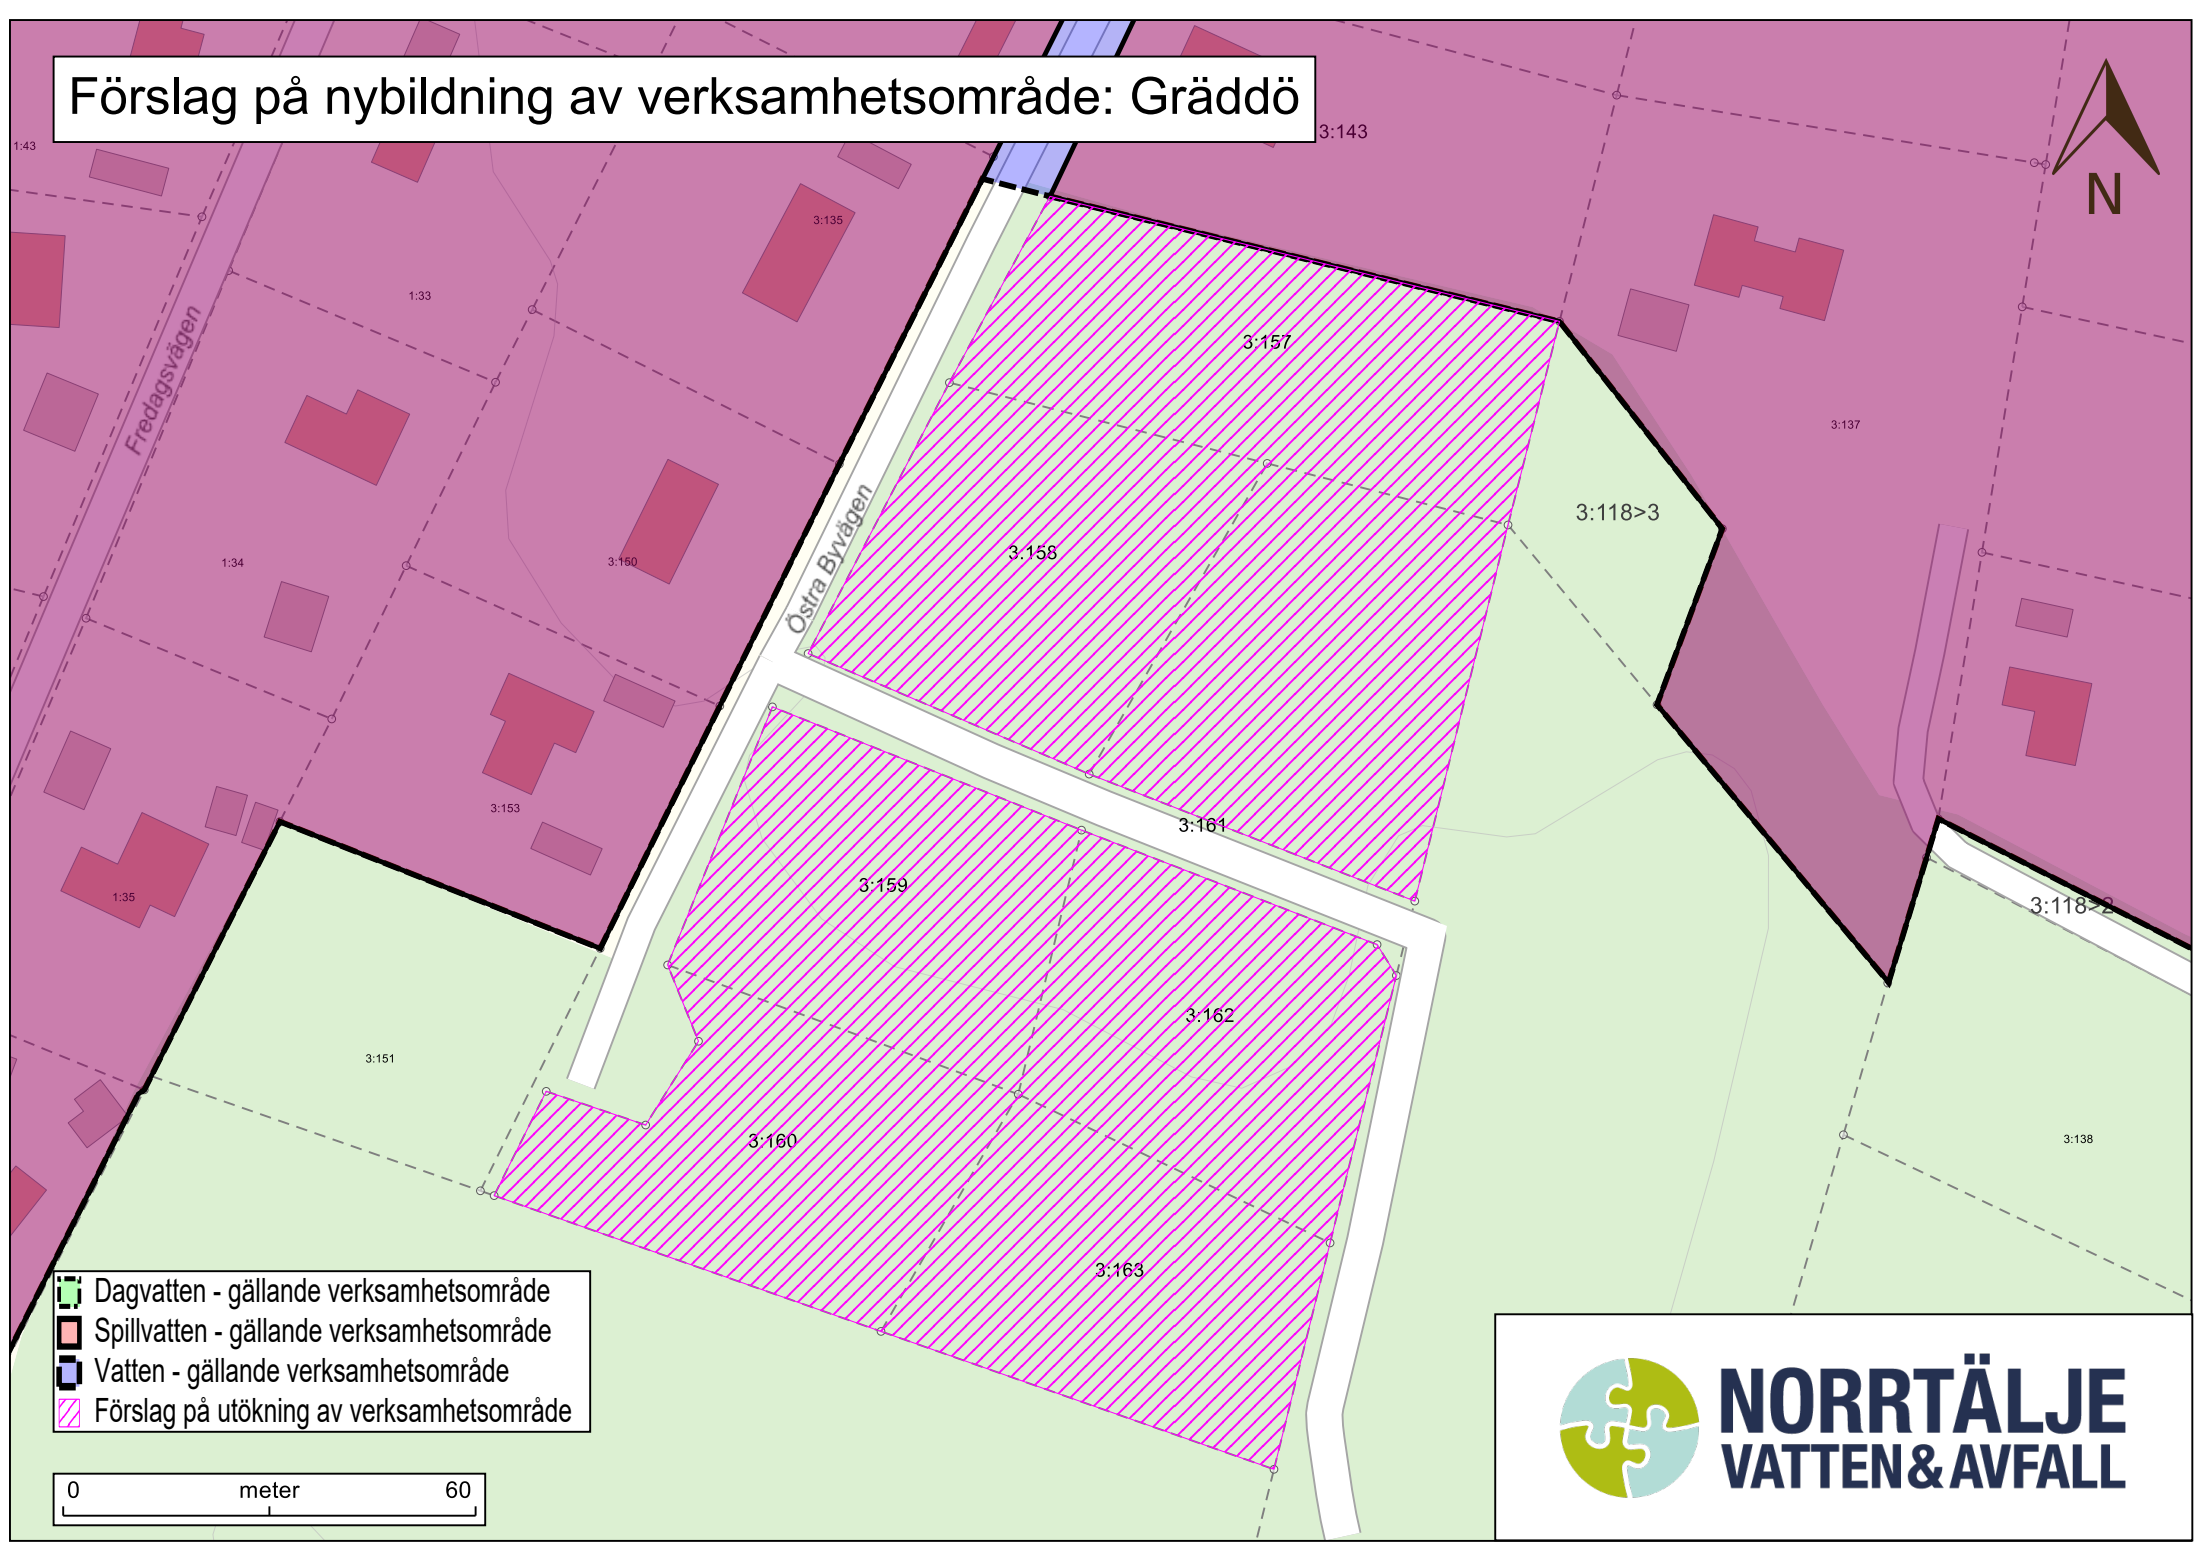 Förslag på nybildning av verksamhetsområde: Gräddö
3:143
1:43
N
3:135
1:33
3:157
Fredagsvägen
3:137
3:118>3
Östra Byvägen
3:158
1:34
3:150
3:153
3:161
3:159
1:35
3:118>2
3:162
3:151
3:160
3:138
3:163
Dagvatten - gällande verksamhetsområde
Spillvatten - gällande verksamhetsområde
Vatten - gällande verksamhetsområde
Förslag på utökning av verksamhetsområde
0 meter 60
NORRTÄLJE
VATTEN&AVFALL